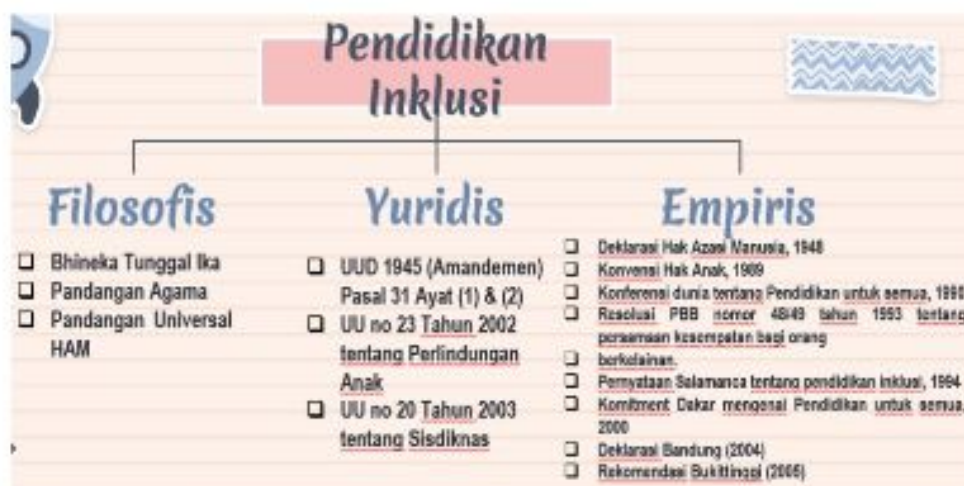 Pendidikan
Inklusi
Filosofis
❑ Bhineka Tunggal Ika
❑ Pandangan Agama
❑ Pandangan Universal
HAM
Yuridis
❑ UUD 1945 (Amandemen)
Pasal 31 Ayat (1) & (2)
❑ UU no 23 Tahun 2002
tentang Perlindungan
Anak
❑ UU no 20 Tahun 2003
tentang Sisdiknas
Empiris
❑ Deklarasi Hak Azasi Manusia, 1948
❑ Konvensi Hak Anak, 1989
❑ Konferensi dunia tentang Pendidikan untuk semua, 1990
❑ Resolusi PBB nomor 48/49 tahun 1993 tentang
persamaan kesempatan bagi orang
❑ berkelainan.
❑ Pernyataan Salamanca tentang pendidikan inklusi, 1994
❑ Komitment Dakar mengenai Pendidikan untuk semua,
2000
❑ Deklarasi Bandung (2004)
❑ Rekomendasi Bukittinggi (2005)